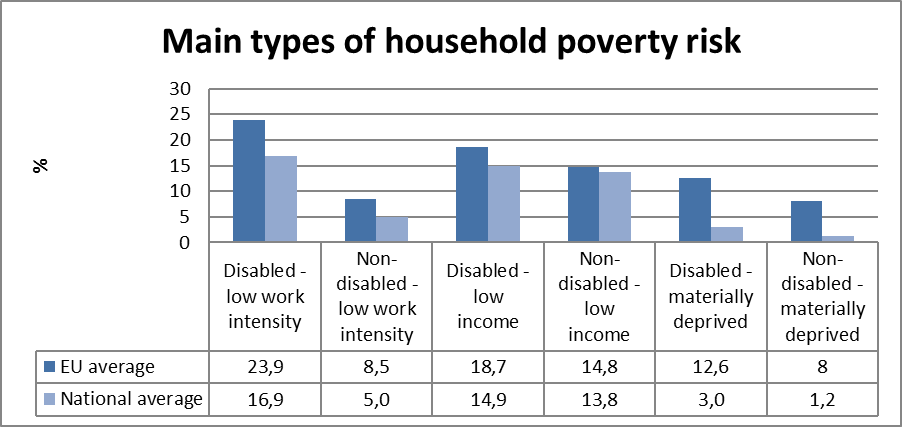 Main types of household poverty risk
%
30
25
20
15
10
5
0
Disabled -
low work
intensity
Non-
disabled -
low work
intensity
Disabled -
low
income
Non-
disabled -
low
income
Disabled -
materially
deprived
Non-
disabled -
materially
deprived
EU average 23,9 8,5 18,7 14,8 12,6 8
National average 16,9 5,0 14,9 13,8 3,0 1,2